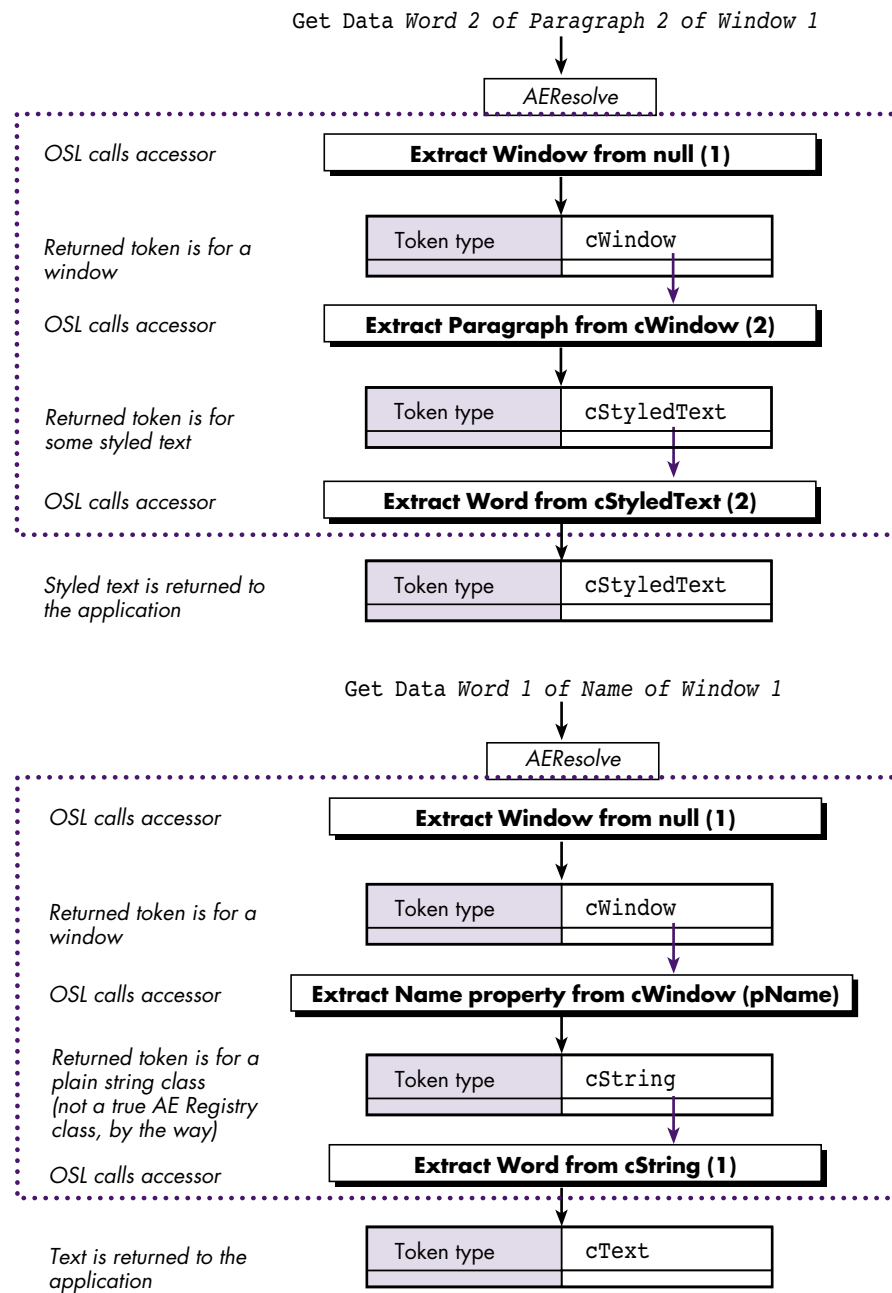 Get Data Word 2 of Paragraph 2 of Window 1
AEResolve
OSL calls accessor
Extract Window from null (1)
Returned token is for a
window
Token type
cWindow
OSL calls accessor
Extract Paragraph from cWindow (2)
Returned token is for
some styled text
Token type
cStyledText
OSL calls accessor
Extract Word from cStyledText (2)
Styled text is returned to
the application
Token type
cStyledText
Get Data Word 1 of Name of Window 1
AEResolve
OSL calls accessor
Extract Window from null (1)
Returned token is for a
window
Token type
cWindow
OSL calls accessor
Extract Name property from cWindow (pName)
Returned token is for a
plain string class
(not a true AE Registry
class, by the way)
Token type
cString
OSL calls accessor
Extract Word from cString (1)
Text is returned to the
application
Token type
cText